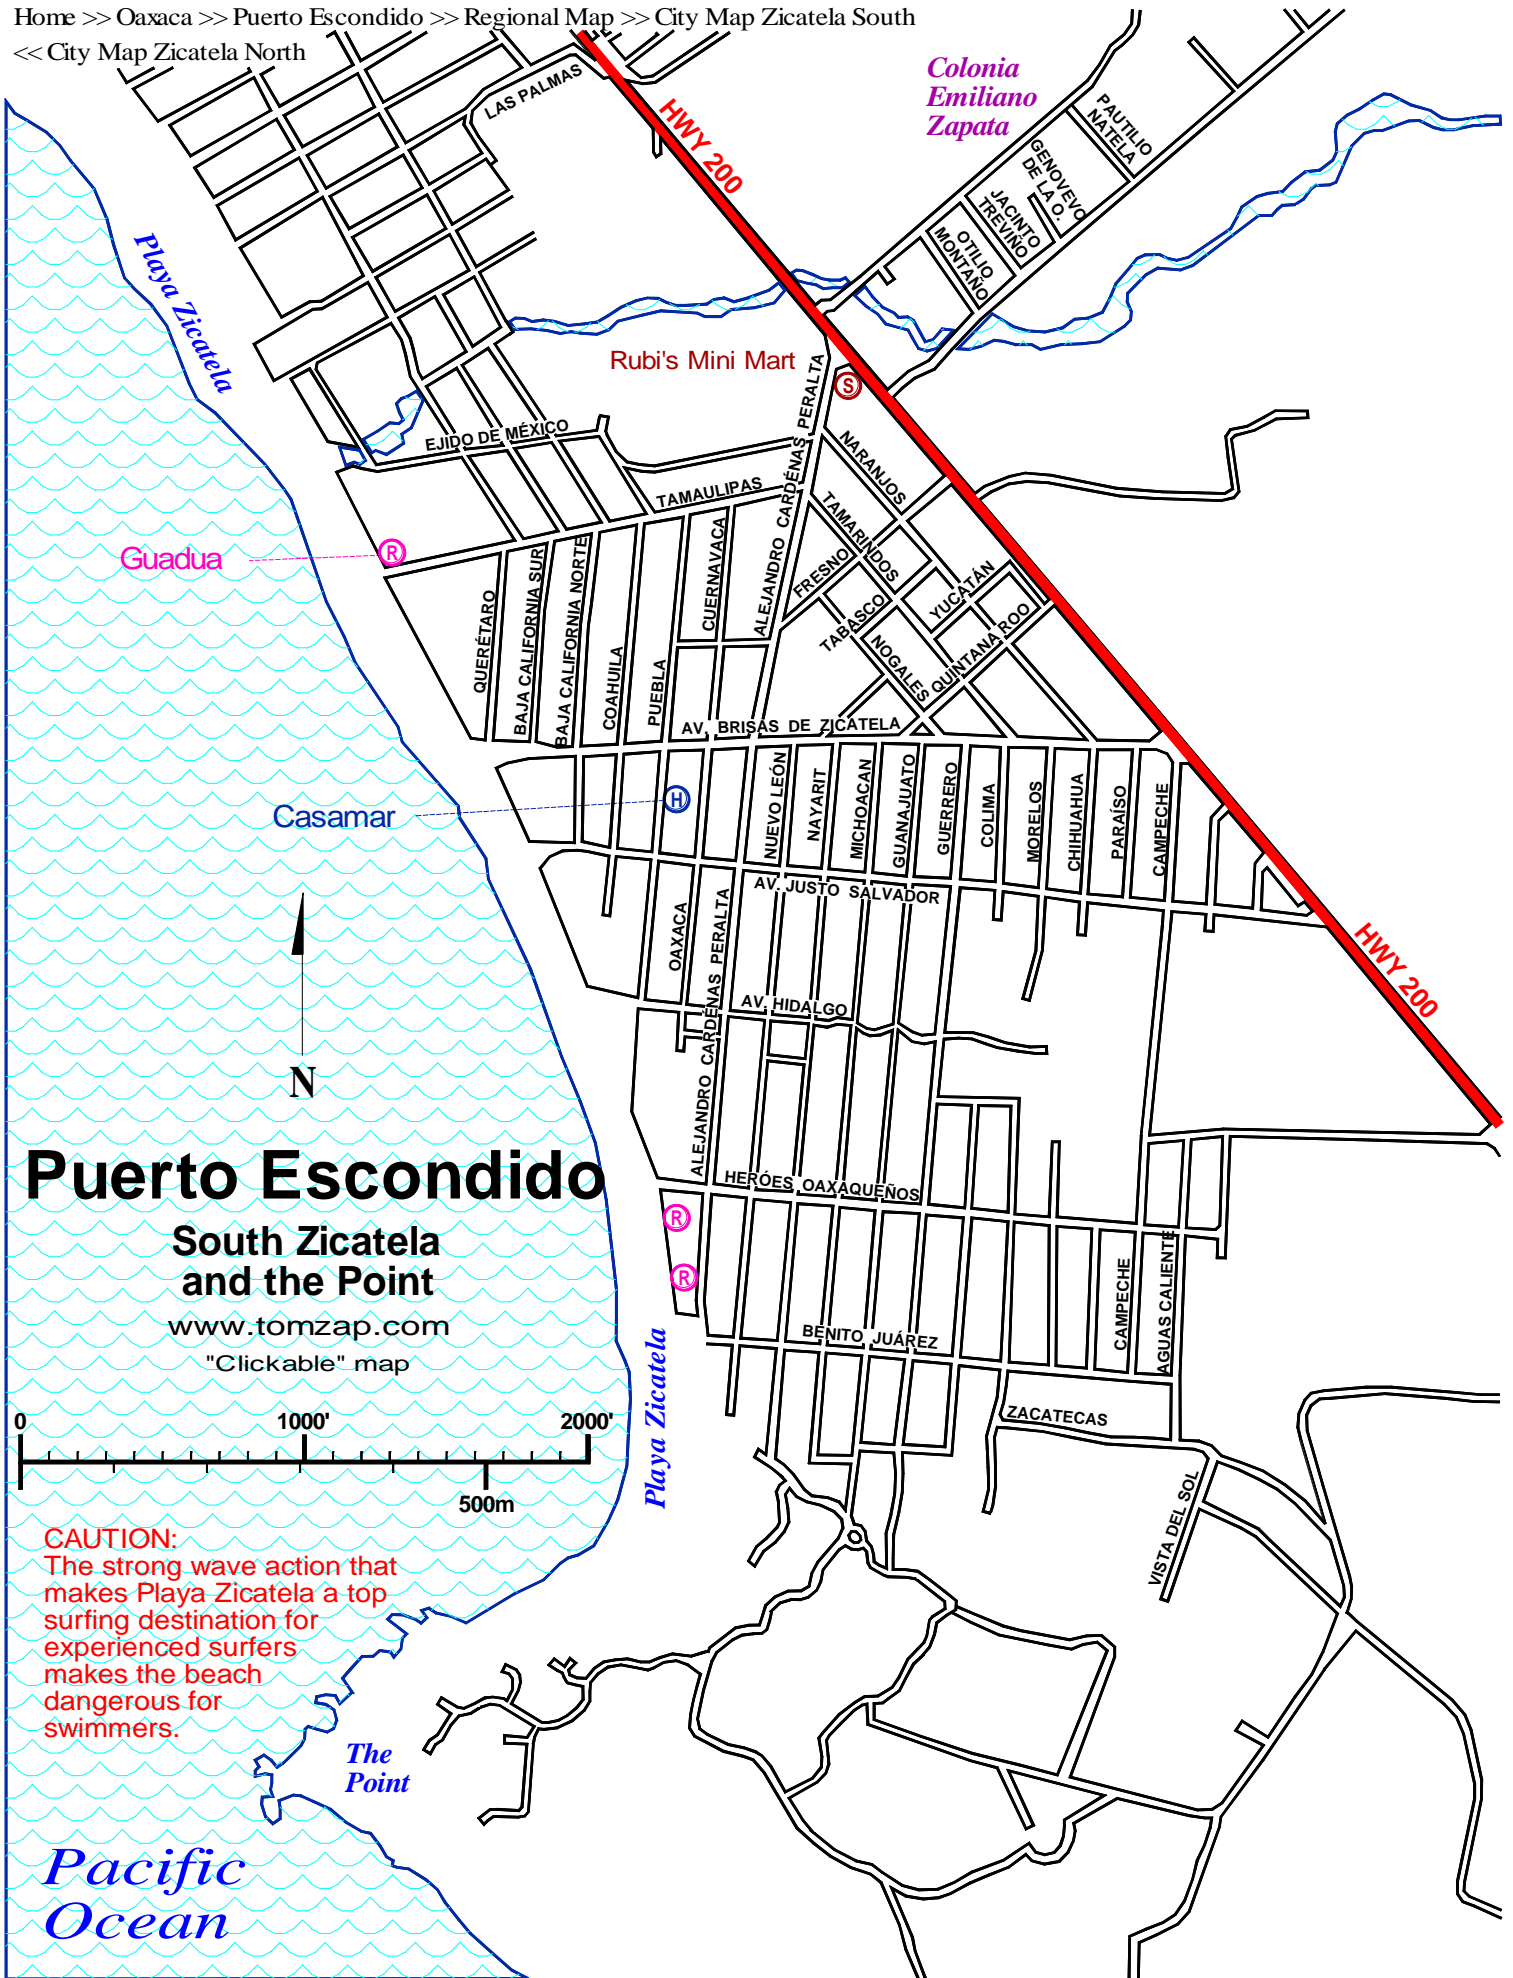 Home >> Oaxaca >> Puerto Escondido >> Regional Map >> City Map Zicatela South
<< City Map Zicatela North
LAS PALMAS
HWY 200
Colonia
Emiliano
Zapata
PAUTILIO
NATELA
GENOVEVO
DE LA O.
JACINTO
TREVIÑO
OTILIO
MONTAÑO
Playa Zicatela
Rubi's Mini Mart
S
ALEJANDRO CARDÉNAS PERALTA
EJIDO DE MÉXICO
NARANJOS
TAMAULIPAS
TAMARINDOS
Guadua
R
CUERNAVACA
FRESNO
YUCATÁN
TABASCO
QUINTANA ROO
NOGALES
QUERÉTARO
BAJA CALIFORNIA SUR
BAJA CALIFORNIA NORTE
COAHUILA
PUEBLA
AV. BRISAS DE ZICATELA
Casamar
H
NUEVO LEÓN
NAYARIT
MICHOACAN
GUANAJUATO
GUERRERO
COLIMA
MORELOS
CHIHUAHUA
PARAÍSO
CAMPECHE
AV. JUSTO SALVADOR
OAXACA
ALEJANDRO CARDÉNAS PERALTA
HWY 200
AV. HIDALGO
N
Puerto Escondido
South Zicatela
and the Point
www.tomzap.com
"Clickable" map
HERÓES OAXAQUEÑOS
R
R
CAMPECHE
AGUAS CALIENTE
BENITO JUÁREZ
Playa Zicatela
ZACATECAS
0 1000' 2000'
500m
VISTA DEL SOL
CAUTION:
The strong wave action that
makes Playa Zicatela a top
surfing destination for
experienced surfers
makes the beach
dangerous for
swimmers.
The
Point
Pacific
Ocean